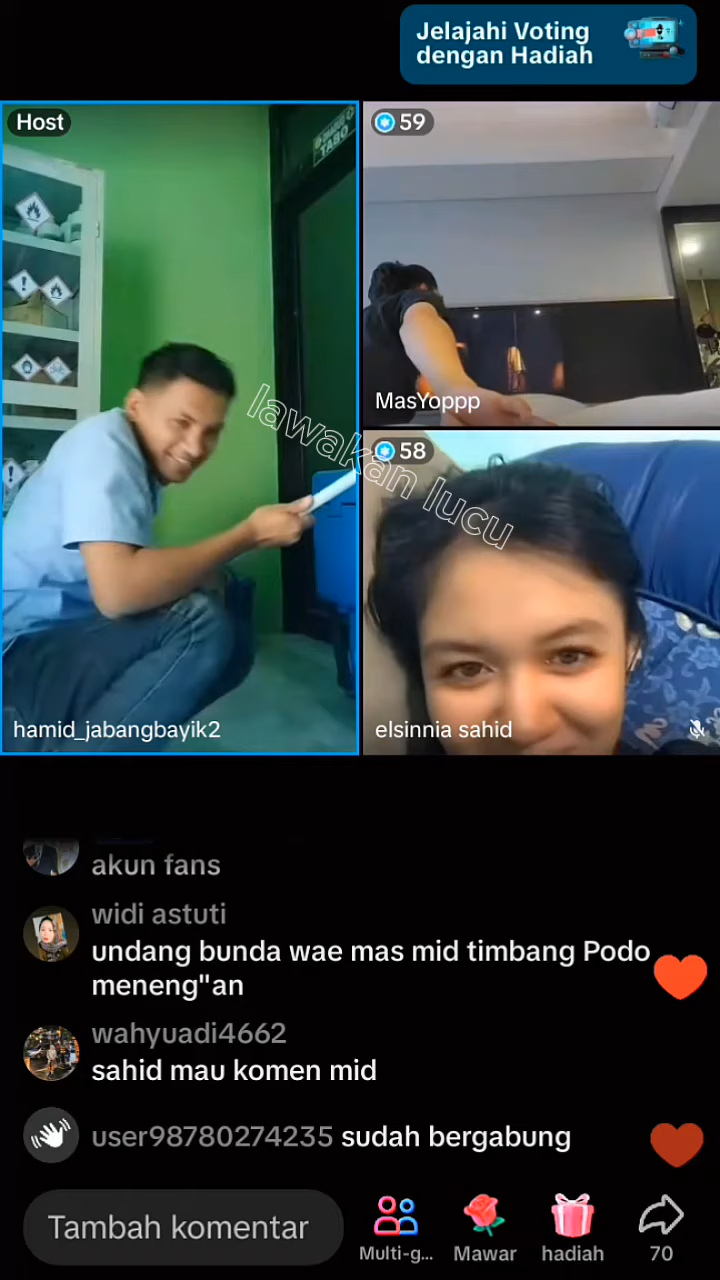 Jelajahi Voting
dengan Hadiah
Host
59
TABO
MasYoppp
58
lawakan lucu
hamid_jabangbayik2
elsinnia sahid
akun fans
widi astuti
undang bunda wae mas mid timbang Podo
meneng"an
wahyuadi4662
sahid mau komen mid
user98780274235 sudah bergabung
Tambah komentar
Multi-g...
Mawar
hadiah
70